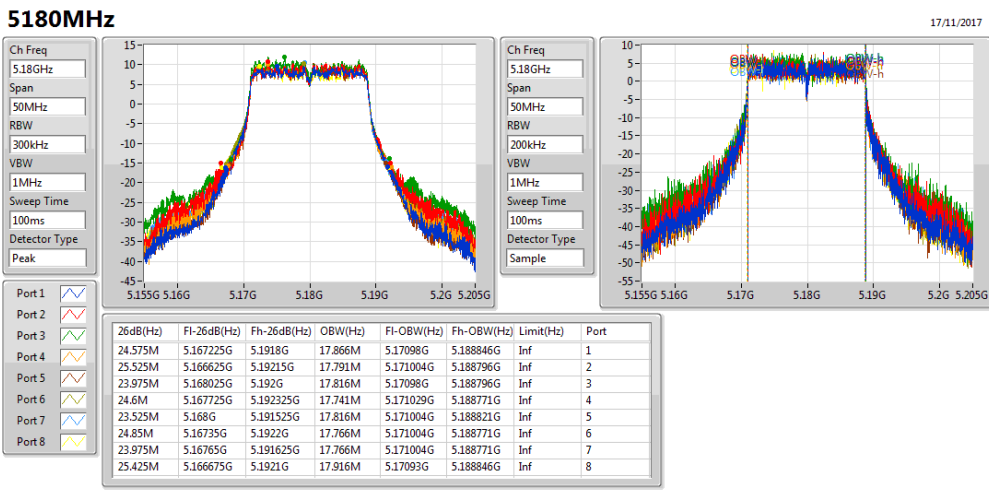 5180MHz
17/11/2017
Ch Freq
5.18GHz
Span
50MHz
RBW
300kHz
VBW
1MHz
Sweep Time
100ms
Detector Type
Peak
15
10
5
0
-5
-10
-15
-20
-25
-30
-35
-40
-45
5.155G 5.16G 5.17G 5.18G 5.19G 5.2G 5.205G
Ch Freq
5.18GHz
Span
50MHz
RBW
200kHz
VBW
1MHz
Sweep Time
100ms
Detector Type
Sample
10
5
0
-5
-10
-15
-20
-25
-30
-35
-40
-45
-50
-55
5.155G 5.16G 5.17G 5.18G 5.19G 5.2G 5.205G
Port 1
Port 2
Port 3
Port 4
Port 5
Port 6
Port 7
Port 8
26dB(Hz) Fl-26dB(Hz) Fh-26dB(Hz) OBW(Hz) Fl-OBW(Hz) Fh-OBW(Hz) Limit(Hz) Port
24.575M 5.167225G 5.1918G 17.866M 5.17098G 5.188846G Inf 1
25.525M 5.166625G 5.19215G 17.791M 5.171004G 5.188796G Inf 2
23.975M 5.168025G 5.192G 17.816M 5.17098G 5.188796G Inf 3
24.6M 5.167725G 5.192325G 17.741M 5.171029G 5.188771G Inf 4
23.525M 5.168G 5.191525G 17.816M 5.171004G 5.188821G Inf 5
24.85M 5.16735G 5.1922G 17.766M 5.171004G 5.188771G Inf 6
23.975M 5.16765G 5.191625G 17.766M 5.171004G 5.188771G Inf 7
25.425M 5.166675G 5.1921G 17.916M 5.17093G 5.188846G Inf 8